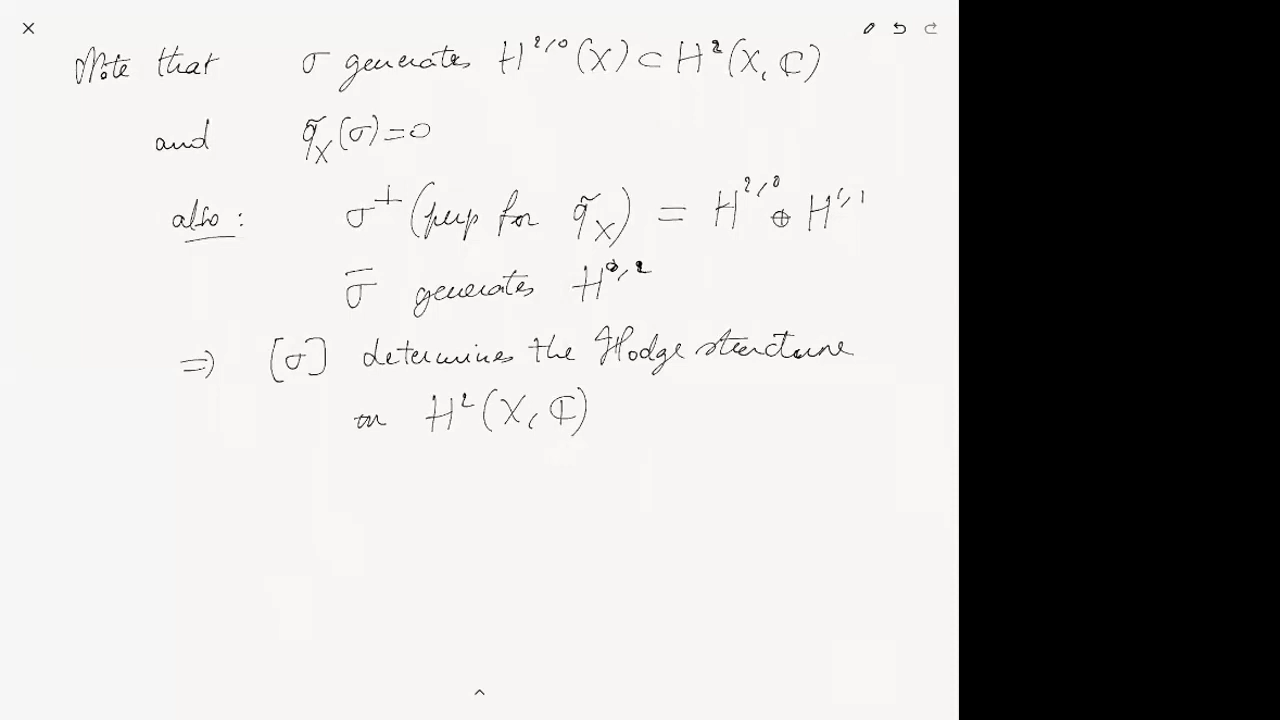 Note that σ generates H^{2,0}(X) ⊂ H^2(X, ℂ)
and q̃_X(σ)=0
also: σ^⊥ (perp for q̃_X) = H^{2,0} ⊕ H^{1,1}
σ̄ generates H^{0,2}
⇒ [σ] determines the Hodge structure
on H^2(X, ℂ)